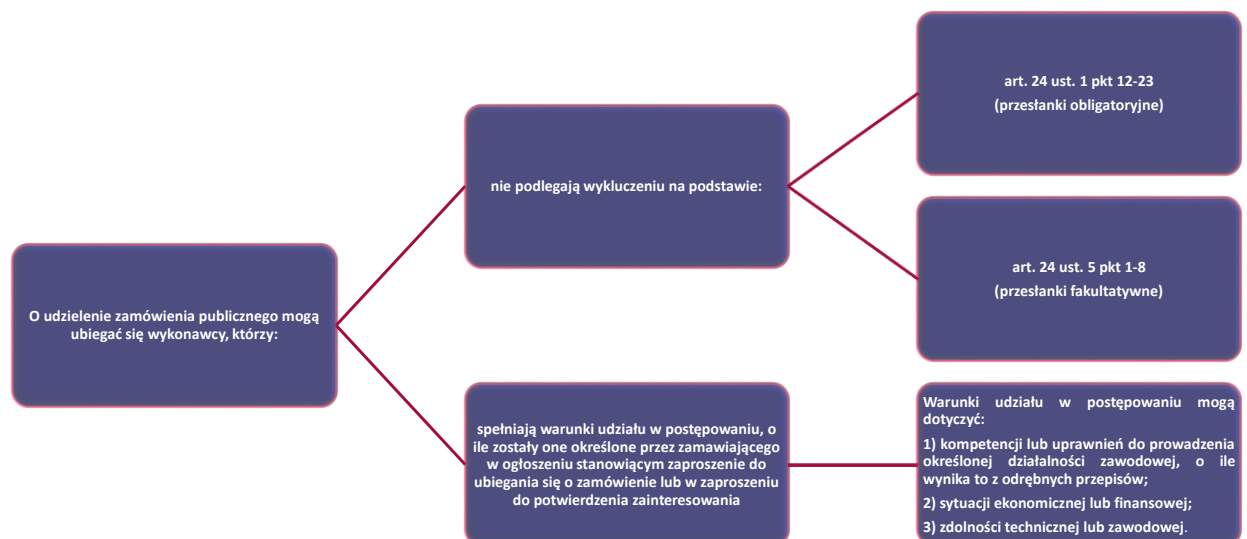 O udzielenie zamówienia publicznego mogą
ubiegać się wykonawcy, którzy:
nie podlegają wykluczeniu na podstawie:
art. 24 ust. 1 pkt 12-23
(przesłanki obligatoryjne)
art. 24 ust. 5 pkt 1-8
(przesłanki fakultatywne)
spełniają warunki udziału w postępowaniu, o
ile zostały one określone przez zamawiającego
w ogłoszeniu stanowiącym zaproszenie do
ubiegania się o zamówienie lub w zaproszeniu
do potwierdzenia zainteresowania
Warunki udziału w postępowaniu mogą
dotyczyć:
1) kompetencji lub uprawnień do prowadzenia
określonej działalności zawodowej, o ile
wynika to z odrębnych przepisów;
2) sytuacji ekonomicznej lub finansowej;
3) zdolności technicznej lub zawodowej.